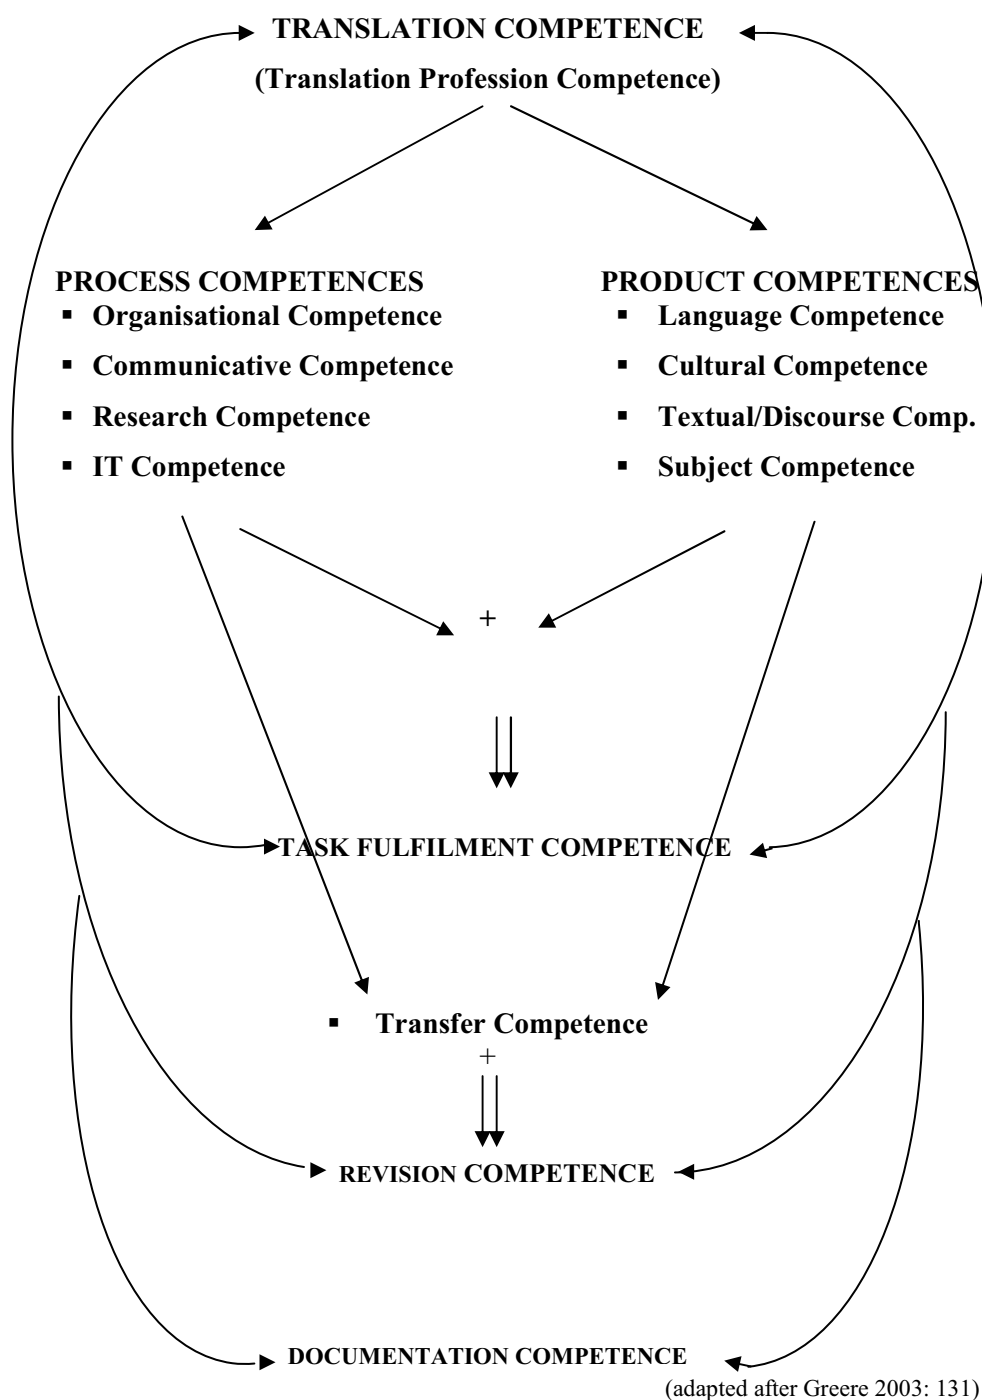 TRANSLATION COMPETENCE
(Translation Profession Competence)
PROCESS COMPETENCES
▪ Organisational Competence
▪ Communicative Competence
▪ Research Competence
▪ IT Competence
PRODUCT COMPETENCES
▪ Language Competence
▪ Cultural Competence
▪ Textual/Discourse Comp.
▪ Subject Competence
+
TASK FULFILMENT COMPETENCE
▪ Transfer Competence
+
REVISION COMPETENCE
DOCUMENTATION COMPETENCE
(adapted after Greere 2003: 131)